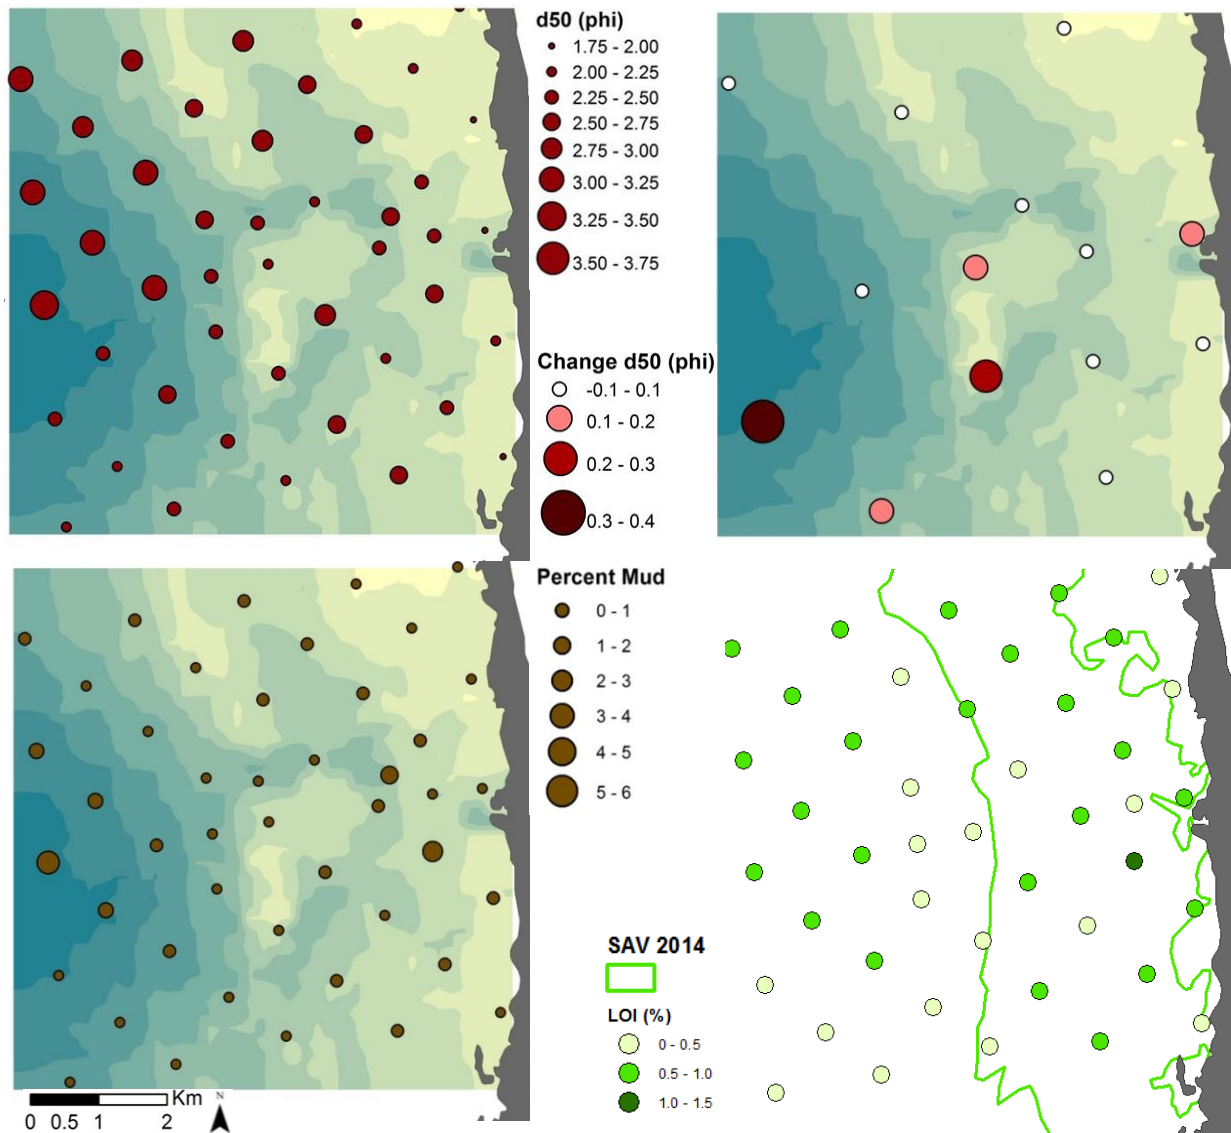 d50 (phi)
1.75 - 2.00
2.00 - 2.25
2.25 - 2.50
2.50 - 2.75
2.75 - 3.00
3.00 - 3.25
3.25 - 3.50
3.50 - 3.75
Change d50 (phi)
-0.1 - 0.1
0.1 - 0.2
0.2 - 0.3
0.3 - 0.4
Percent Mud
0 - 1
1 - 2
2 - 3
3 - 4
4 - 5
5 - 6
SAV 2014
LOI (%)
0 - 0.5
0.5 - 1.0
1.0 - 1.5
Km
N
0 0.5 1 2